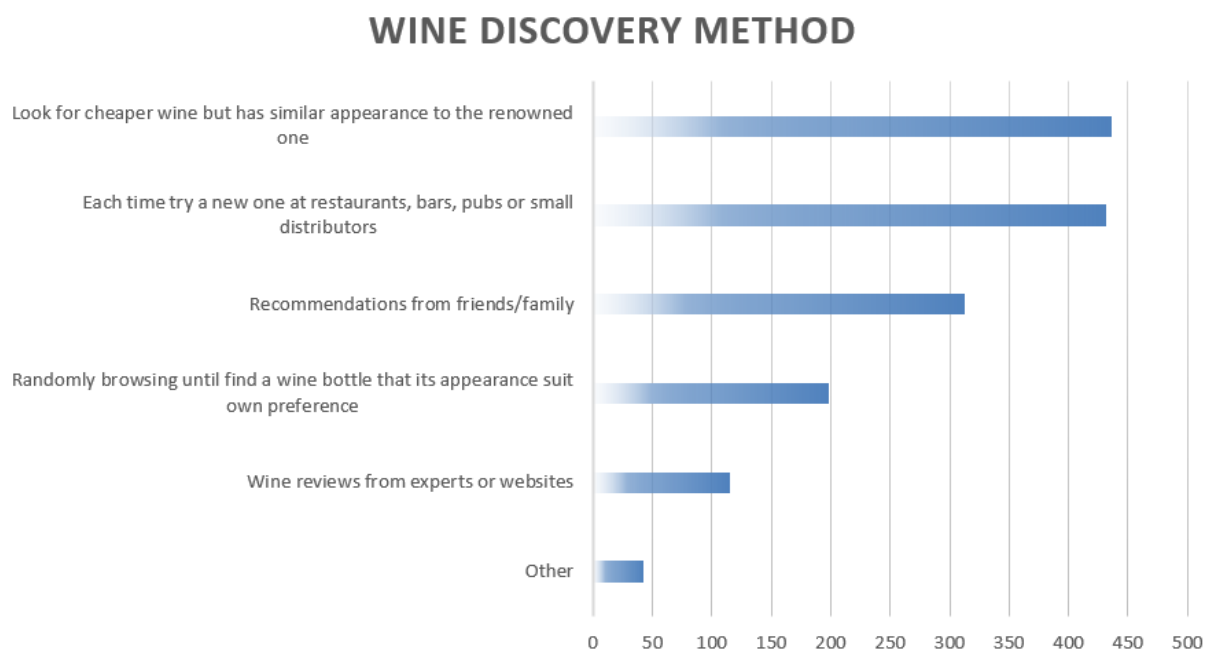 WINE DISCOVERY METHOD
Look for cheaper wine but has similar appearance to the renowned
one
Each time try a new one at restaurants, bars, pubs or small
distributors
Recommendations from friends/family
Randomly browsing until find a wine bottle that its appearance suit
own preference
Wine reviews from experts or websites
Other
0 50 100 150 200 250 300 350 400 450 500